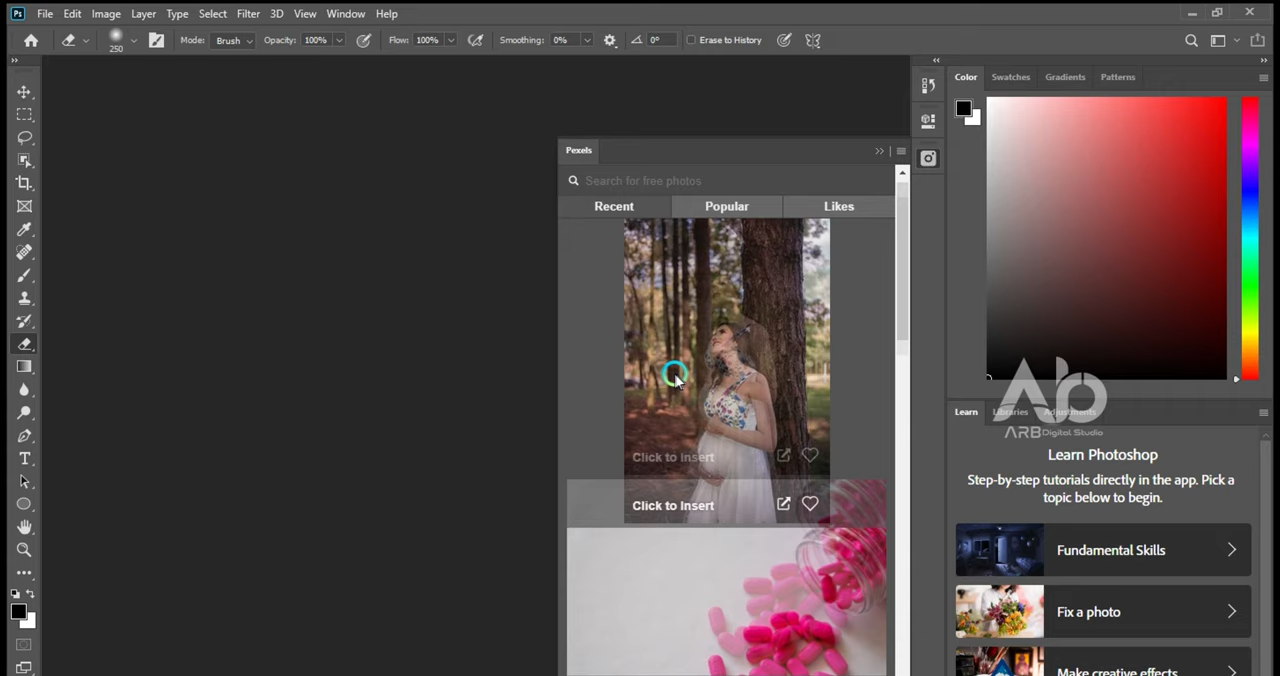 Ps File Edit Image Layer Type Select Filter 3D View Window Help
250 Mode: Brush Opacity: 100% Flow: 100% Smoothing: 0% 0° Erase to History
Color Swatches Gradients Patterns
Pexels
Search for free photos
Recent Popular Likes
Click to Insert
Click to Insert
Ab
ARB Digital Studio
Learn Libraries Adjustments
Learn Photoshop
Step-by-step tutorials directly in the app. Pick a
topic below to begin.
Fundamental Skills
Fix a photo
Make creative effects